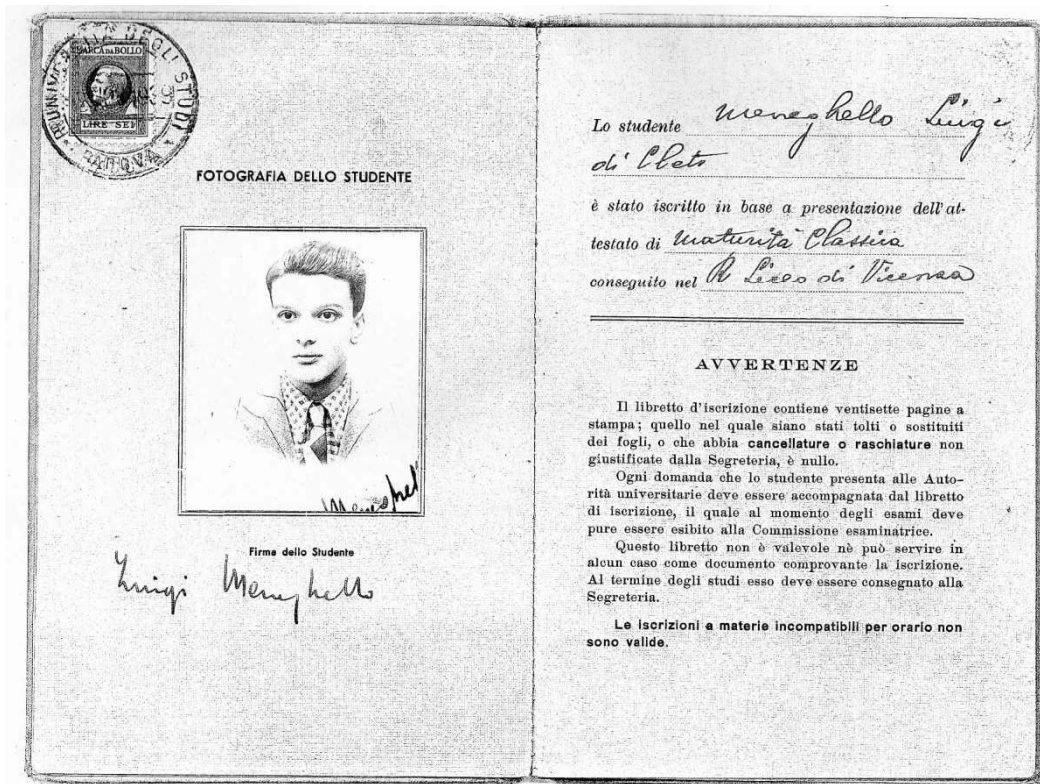 UNIVERSITÀ DEGLI STUDI
PADOVA
MARCA DA BOLLO
LIRE SEI
FOTOGRAFIA DELLO STUDENTE
Firma dello Studente
Luigi Meneghello
Lo studente Meneghello Luigi
di Cleto
è stato iscritto in base a presentazione dell'at-
testato di maturità Classica
conseguito nel R Liceo di Vicenza
AVVERTENZE
Il libretto d'iscrizione contiene ventisette pagine a
stampa; quello nel quale siano stati tolti o sostituiti
dei fogli, o che abbia cancellature o raschiature non
giustificate dalla Segreteria, è nullo.
Ogni domanda che lo studente presenta alle Auto-
rità universitarie deve essere accompagnata dal libretto
di iscrizione, il quale al momento degli esami deve
pure essere esibito alla Commissione esaminatrice.
Questo libretto non è valevole nè può servire in
alcun caso come documento comprovante la iscrizione.
Al termine degli studi esso deve essere consegnato alla
Segreteria.
Le iscrizioni a materie incompatibili per orario non
sono valide.